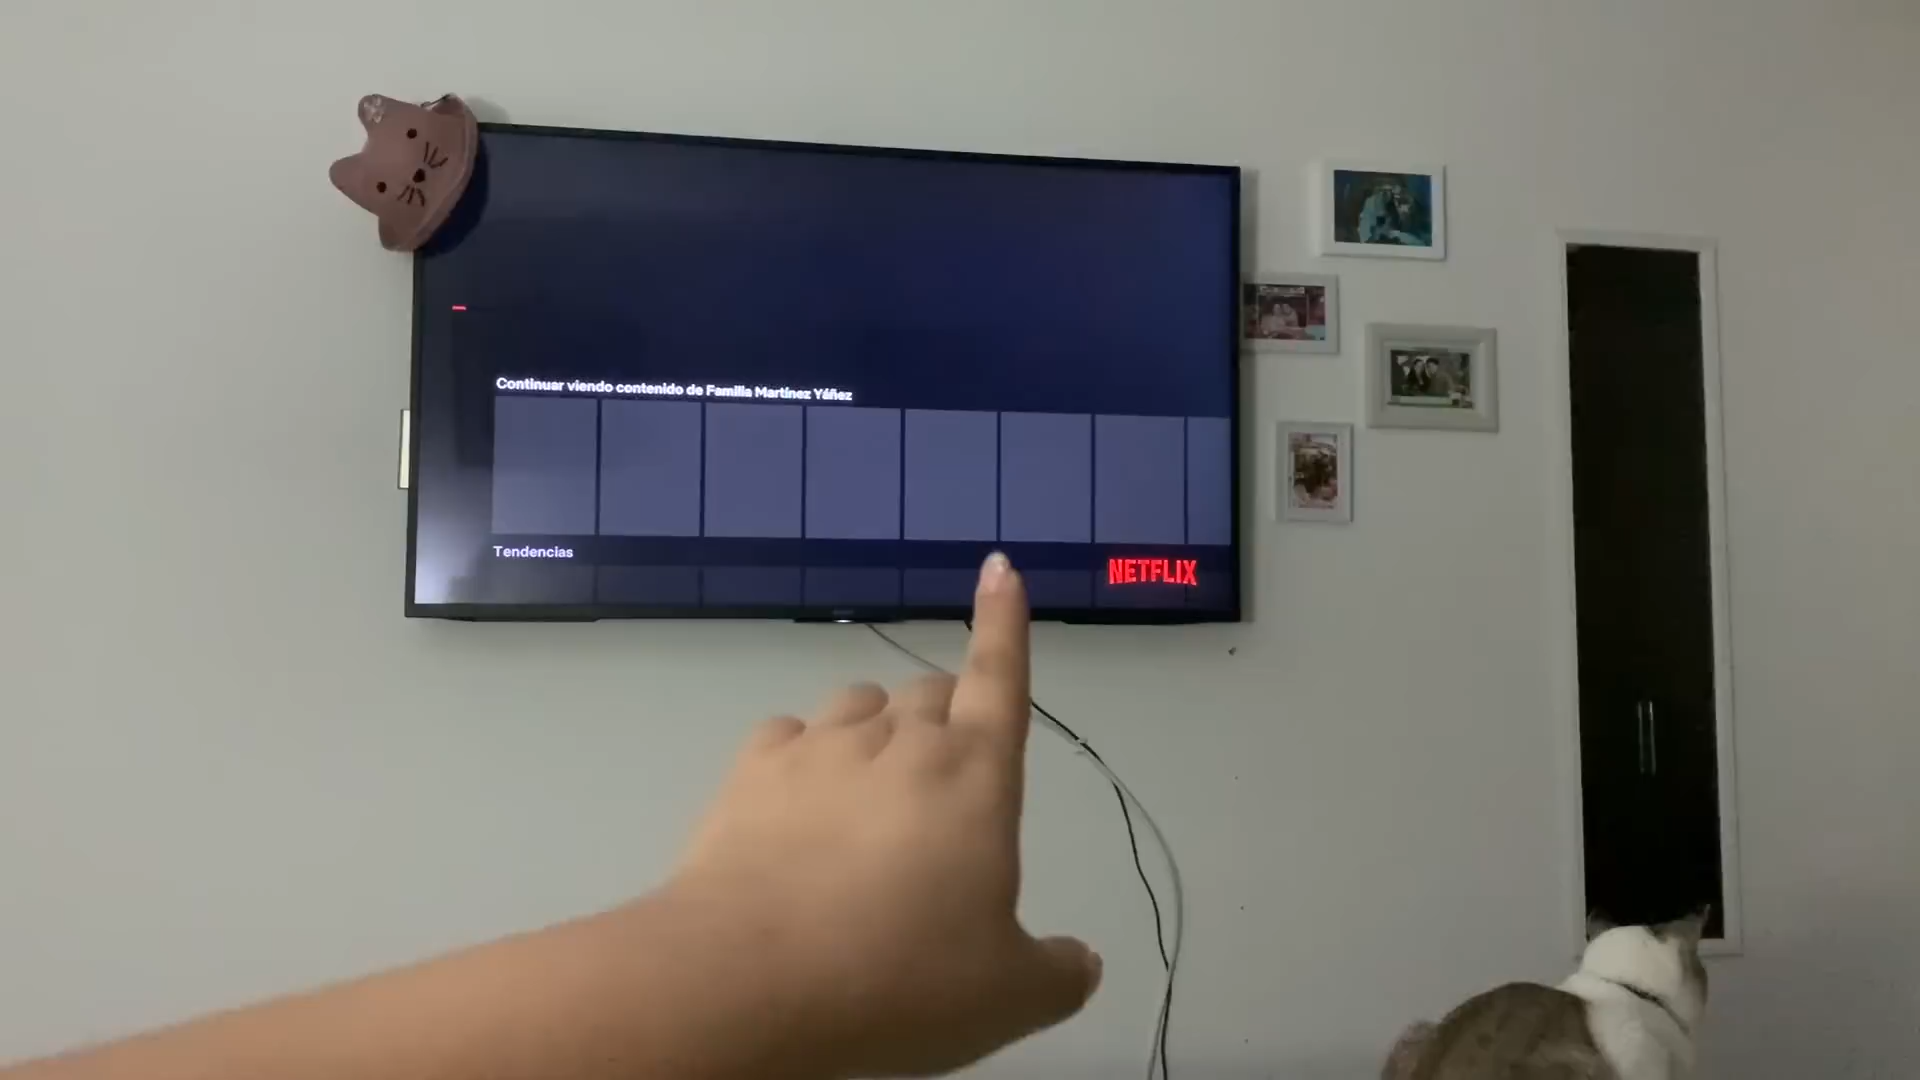 Continuar viendo contenido de Familia Martínez Yáñez
Tendencias
NETFLIX